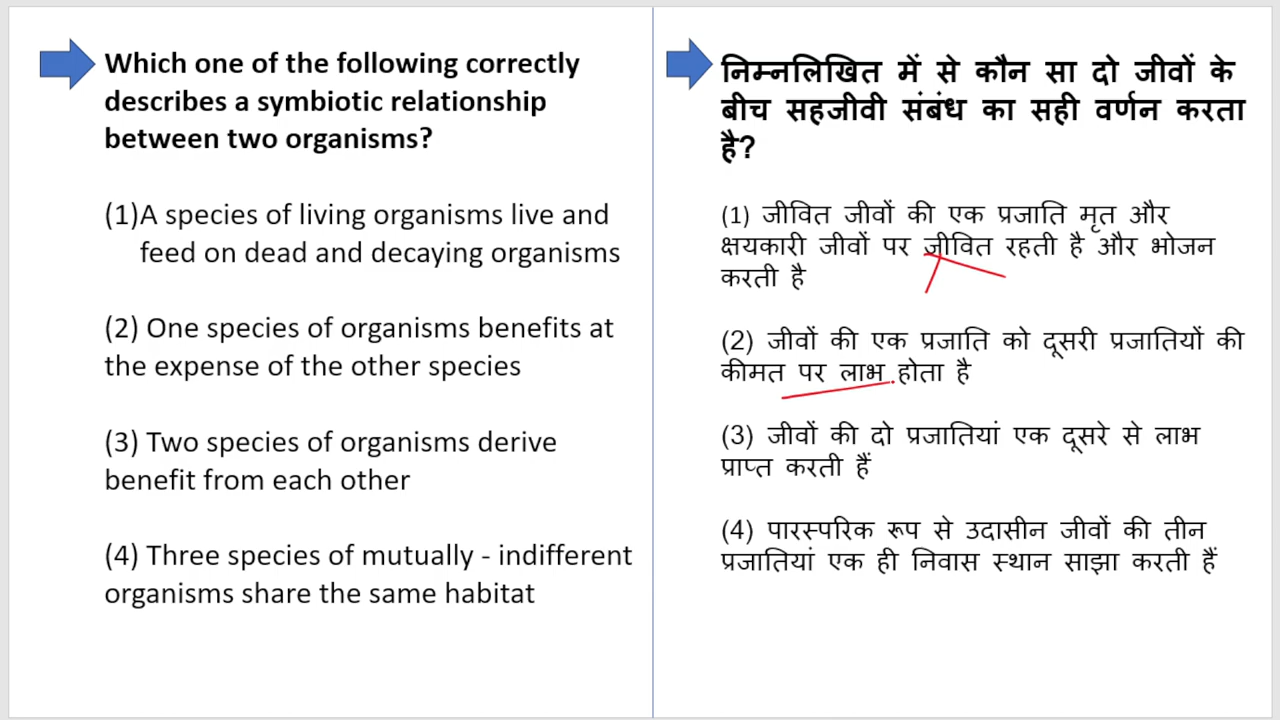 Which one of the following correctly
describes a symbiotic relationship
between two organisms?
(1)A species of living organisms live and
feed on dead and decaying organisms
(2) One species of organisms benefits at
the expense of the other species
(3) Two species of organisms derive
benefit from each other
(4) Three species of mutually - indifferent
organisms share the same habitat
निम्नलिखित में से कौन सा दो जीवों के
बीच सहजीवी संबंध का सही वर्णन करता
है?
(1) जीवित जीवों की एक प्रजाति मृत और
क्षयकारी जीवों पर जीवित रहती है और भोजन
करती है
(2) जीवों की एक प्रजाति को दूसरी प्रजातियों की
कीमत पर लाभ होता है
(3) जीवों की दो प्रजातियां एक दूसरे से लाभ
प्राप्त करती हैं
(4) पारस्परिक रूप से उदासीन जीवों की तीन
प्रजातियां एक ही निवास स्थान साझा करती हैं